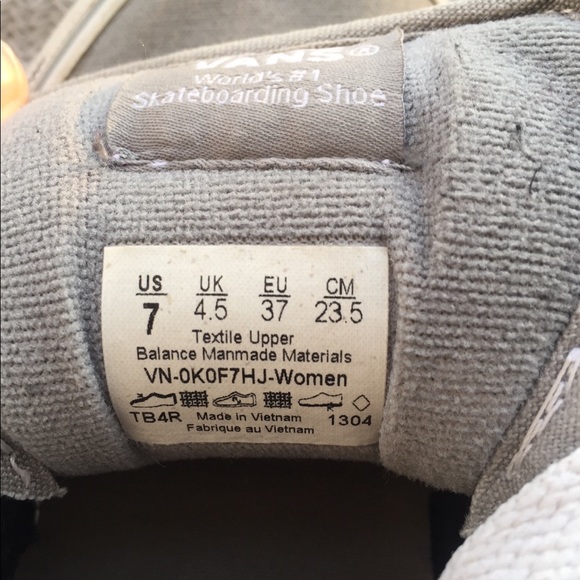 VANS®
World's #1
Skateboarding Shoe
US UK EU CM
7 4.5 37 23.5
Textile Upper
Balance Manmade Materials
VN-0K0F7HJ-Women
TB4R Made in Vietnam 1304
Fabrique au Vietnam